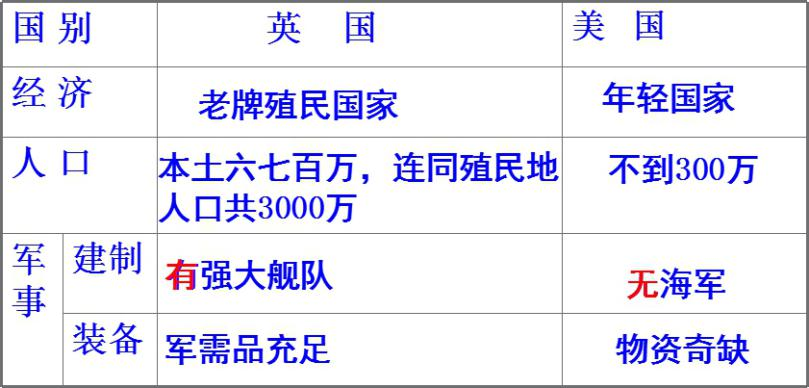 国别 英国 美国
经济 老牌殖民国家 年轻国家
人口 本土六七百万，连同殖民地 不到300万
人口共3000万
军事 建制 有强大舰队 无海军
装备 军需品充足 物资奇缺